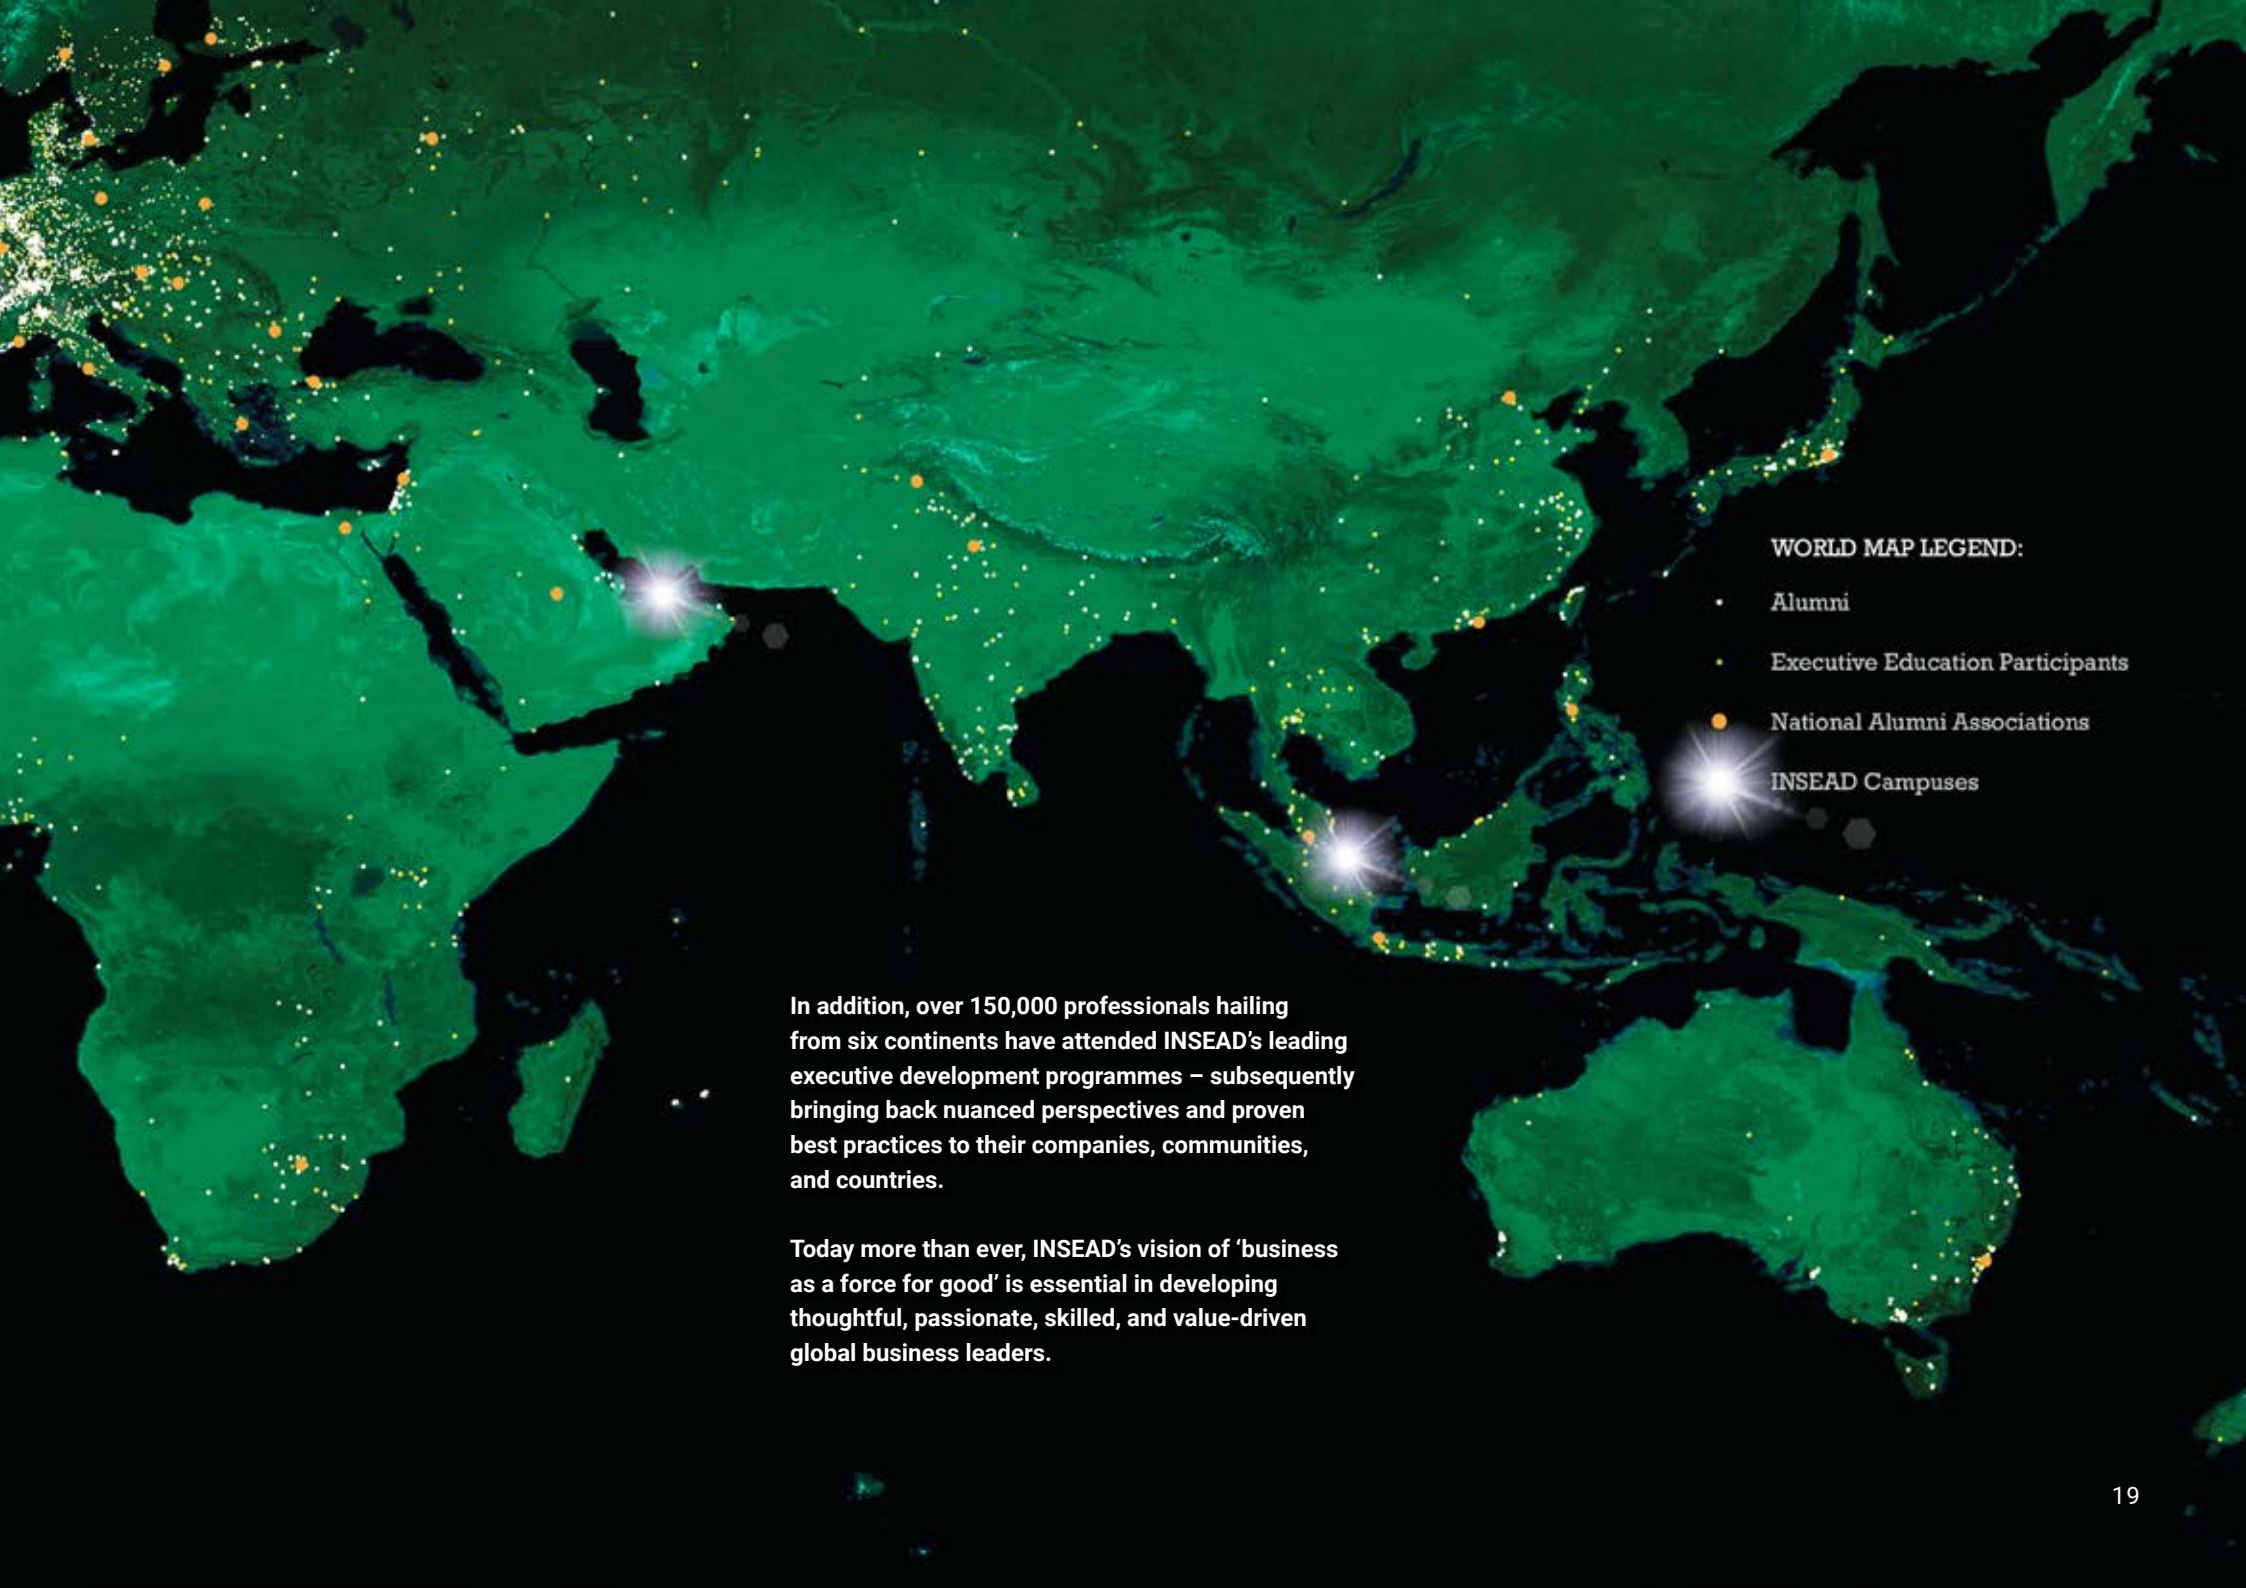 WORLD MAP LEGEND:
Alumni
Executive Education Participants
National Alumni Associations
INSEAD Campuses
In addition, over 150,000 professionals hailing
from six continents have attended INSEAD’s leading
executive development programmes – subsequently
bringing back nuanced perspectives and proven
best practices to their companies, communities,
and countries.
Today more than ever, INSEAD’s vision of ‘business
as a force for good’ is essential in developing
thoughtful, passionate, skilled, and value-driven
global business leaders.
19